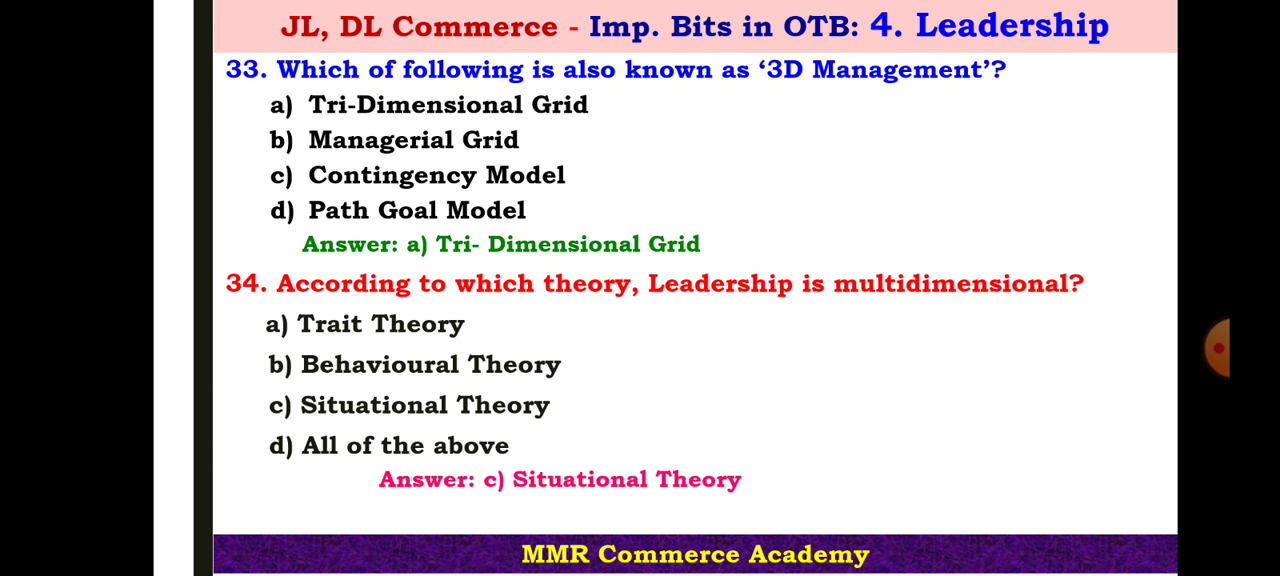 JL, DL Commerce - Imp. Bits in OTB: 4. Leadership
33. Which of following is also known as ‘3D Management’?
a) Tri-Dimensional Grid
b) Managerial Grid
c) Contingency Model
d) Path Goal Model
Answer: a) Tri- Dimensional Grid
34. According to which theory, Leadership is multidimensional?
a) Trait Theory
b) Behavioural Theory
c) Situational Theory
d) All of the above
Answer: c) Situational Theory
MMR Commerce Academy